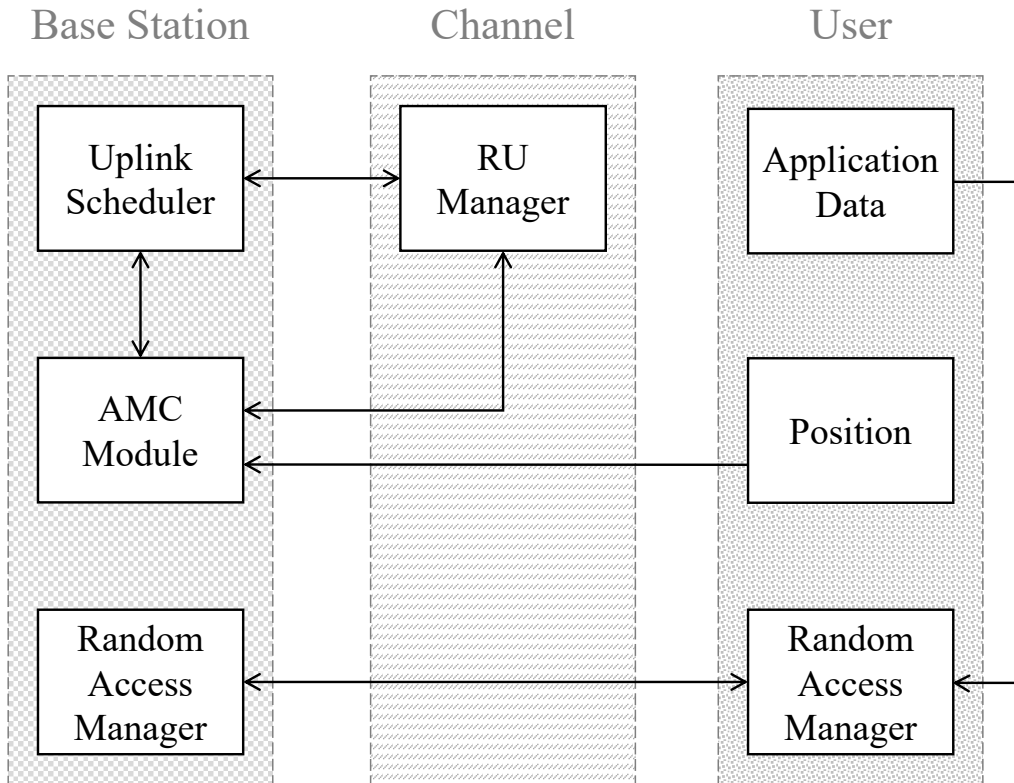 Base Station
Channel
User
Uplink
Scheduler
RU
Manager
Application
Data
AMC
Module
Position
Random
Access
Manager
Random
Access
Manager